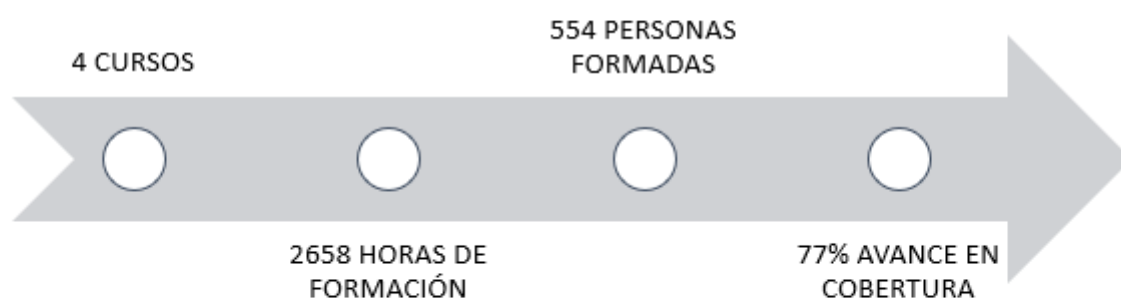 4 CURSOS
2658 HORAS DE
FORMACIÓN
554 PERSONAS
FORMADAS
77% AVANCE EN
COBERTURA